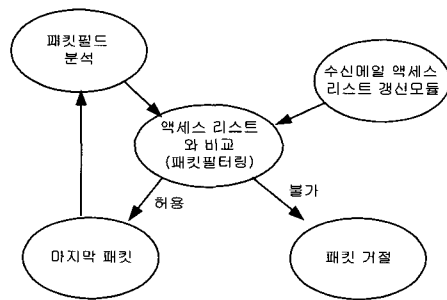 패킷필드
분석
수신메일 액세스
리스트 갱신모듈
액세스 리스트
와 비교
(패킷필터링)
허용
불가
마지막 패킷
패킷 거절